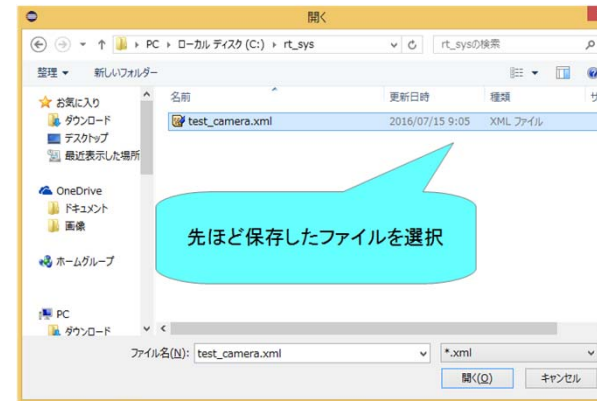 開く
PC ▸ ローカル ディスク (C:) ▸ rt_sys
rt_sysの検索
整理
新しいフォルダー
名前
更新日時
種類
お気に入り
ダウンロード
デスクトップ
最近表示した場所
test_camera.xml
2016/07/15 9:05
XML ファイル
OneDrive
ドキュメント
画像
ホームグループ
PC
ダウンロード
先ほど保存したファイルを選択
ファイル名(N):
test_camera.xml
*.xml
開く(O)
キャンセル